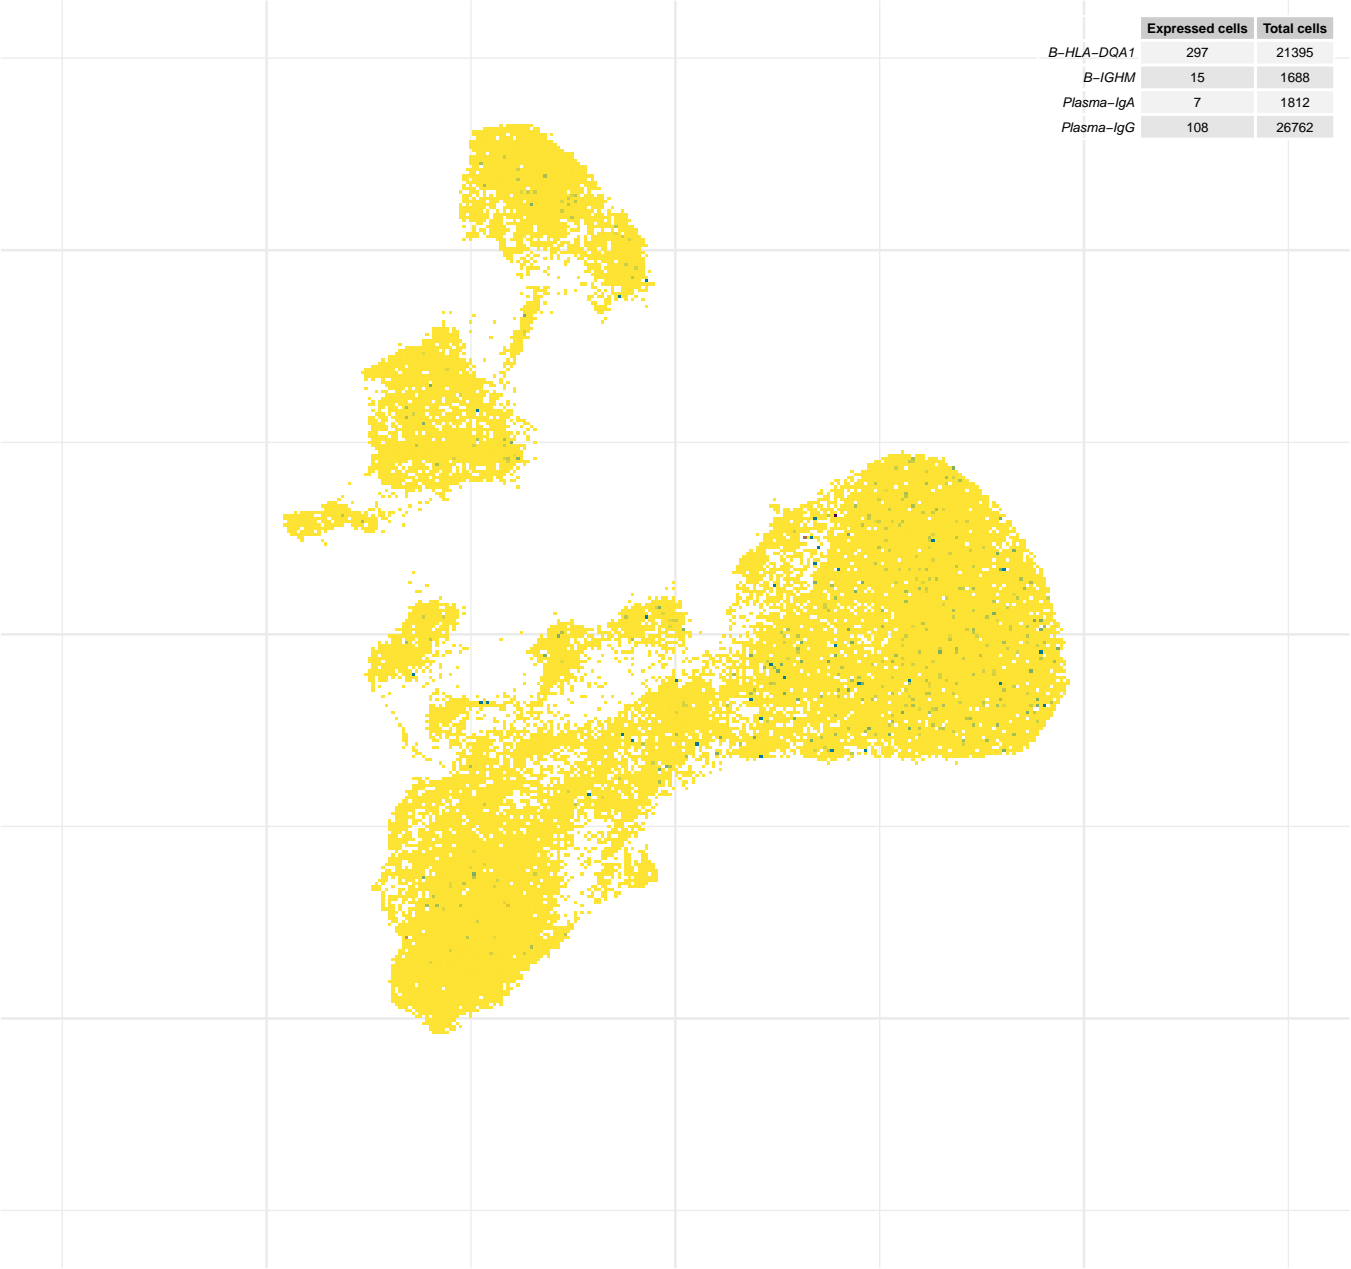 Expressed cells Total cells
B−HLA−DQA1 297 21395
B−IGHM 15 1688
Plasma−IgA 7 1812
Plasma−IgG 108 26762